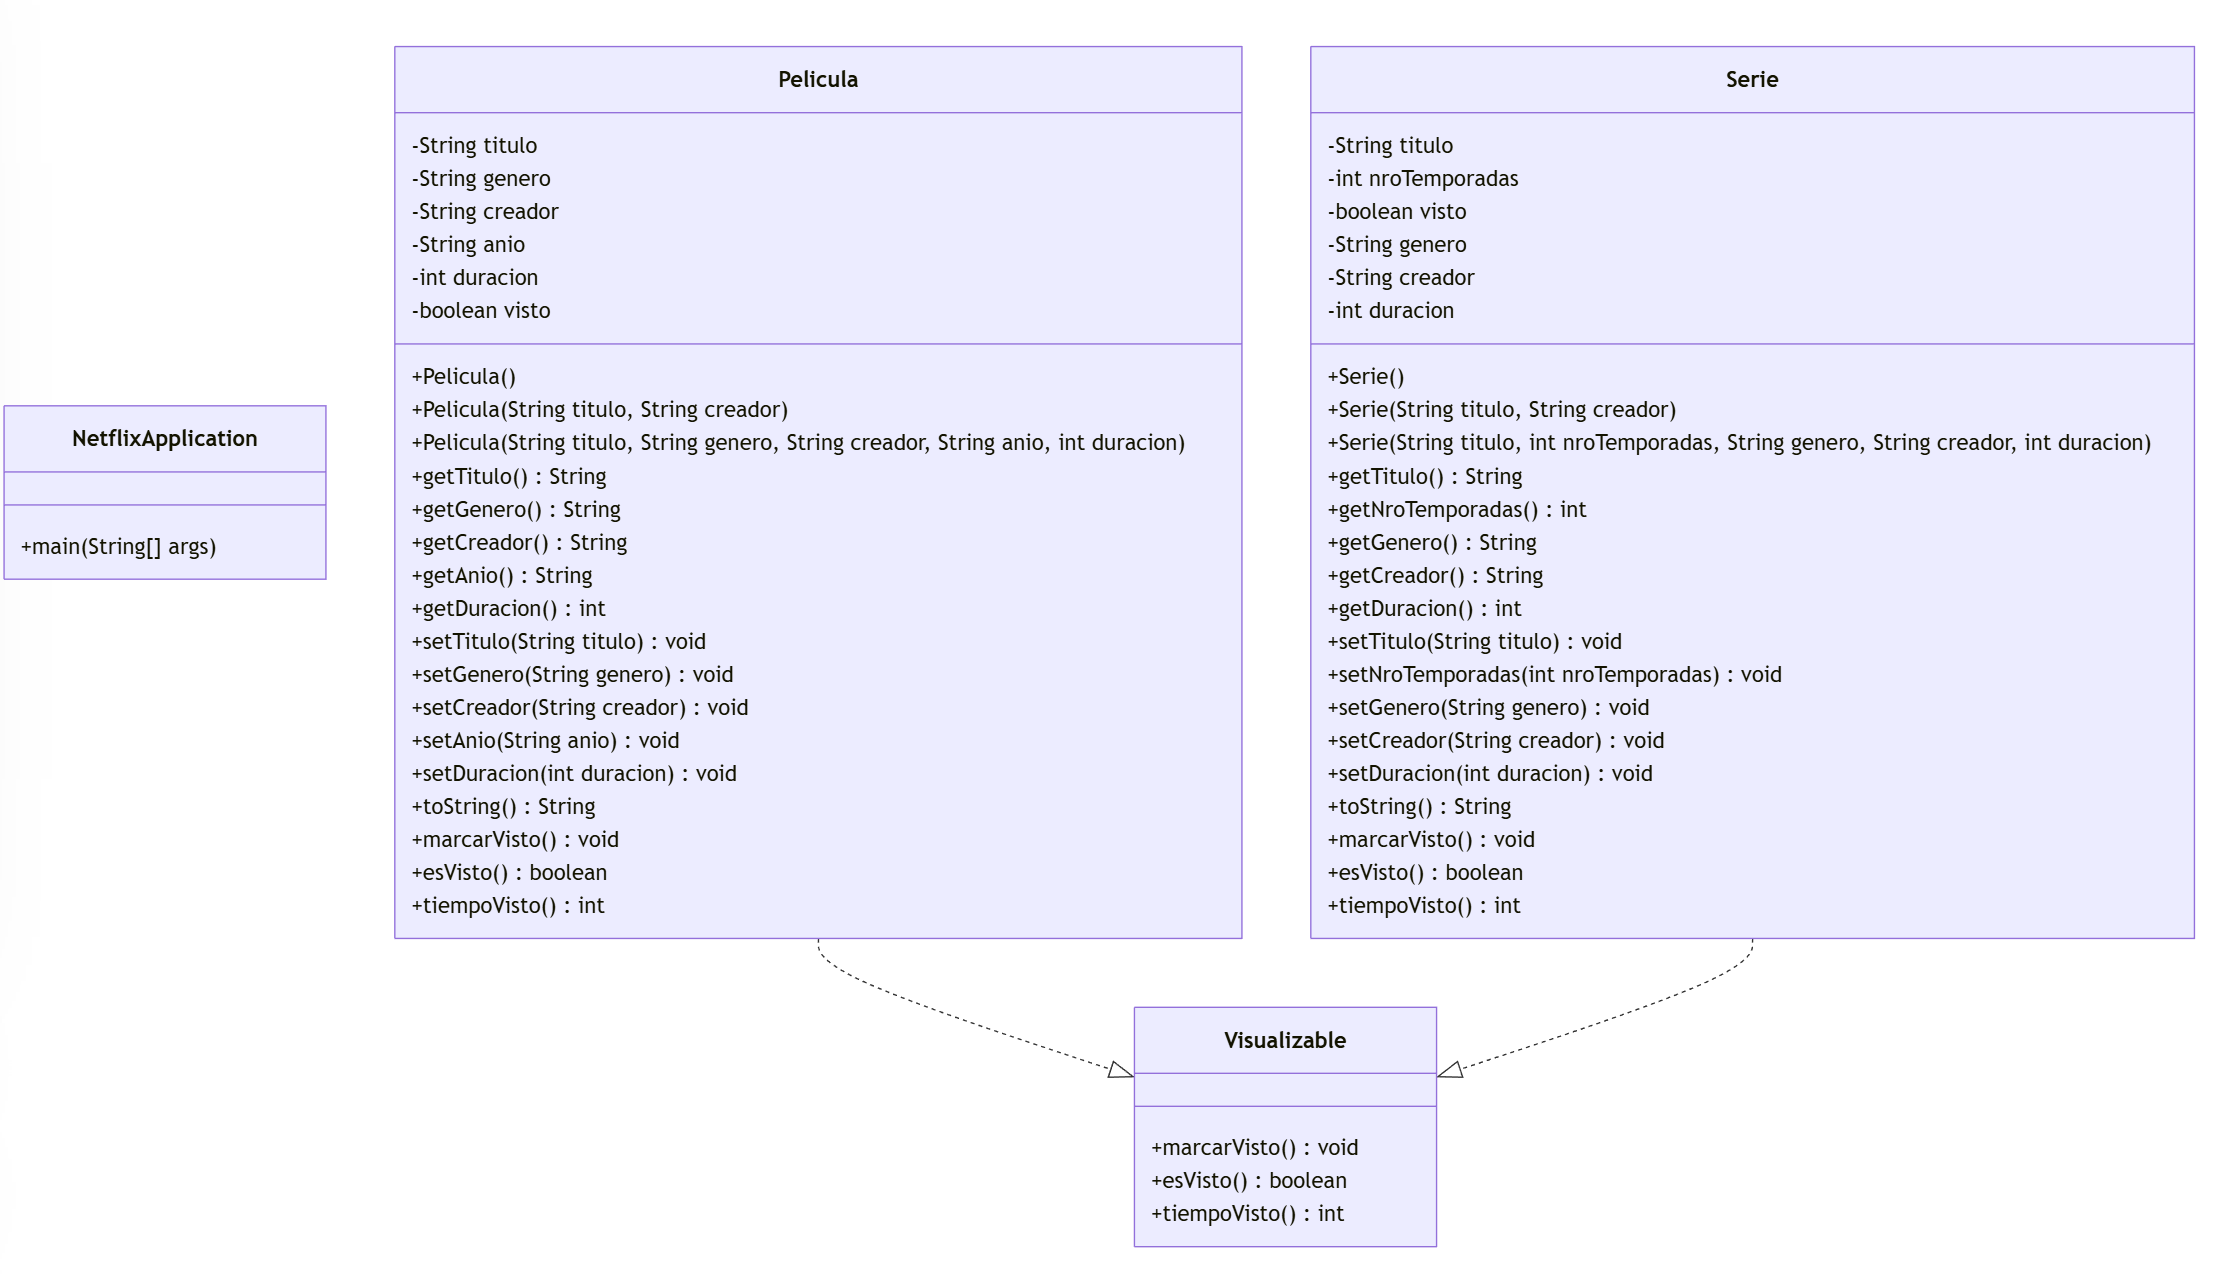 NetflixApplication
+main(String[] args)
Pelicula
-String titulo
-String genero
-String creador
-String anio
-int duracion
-boolean visto
+Pelicula()
+Pelicula(String titulo, String creador)
+Pelicula(String titulo, String genero, String creador, String anio, int duracion)
+getTitulo() : String
+getGenero() : String
+getCreador() : String
+getAnio() : String
+getDuracion() : int
+setTitulo(String titulo) : void
+setGenero(String genero) : void
+setCreador(String creador) : void
+setAnio(String anio) : void
+setDuracion(int duracion) : void
+toString() : String
+marcarVisto() : void
+esVisto() : boolean
+tiempoVisto() : int
Serie
-String titulo
-int nroTemporadas
-boolean visto
-String genero
-String creador
-int duracion
+Serie()
+Serie(String titulo, String creador)
+Serie(String titulo, int nroTemporadas, String genero, String creador, int duracion)
+getTitulo() : String
+getNroTemporadas() : int
+getGenero() : String
+getCreador() : String
+getDuracion() : int
+setTitulo(String titulo) : void
+setNroTemporadas(int nroTemporadas) : void
+setGenero(String genero) : void
+setCreador(String creador) : void
+setDuracion(int duracion) : void
+toString() : String
+marcarVisto() : void
+esVisto() : boolean
+tiempoVisto() : int
Visualizable
+marcarVisto() : void
+esVisto() : boolean
+tiempoVisto() : int